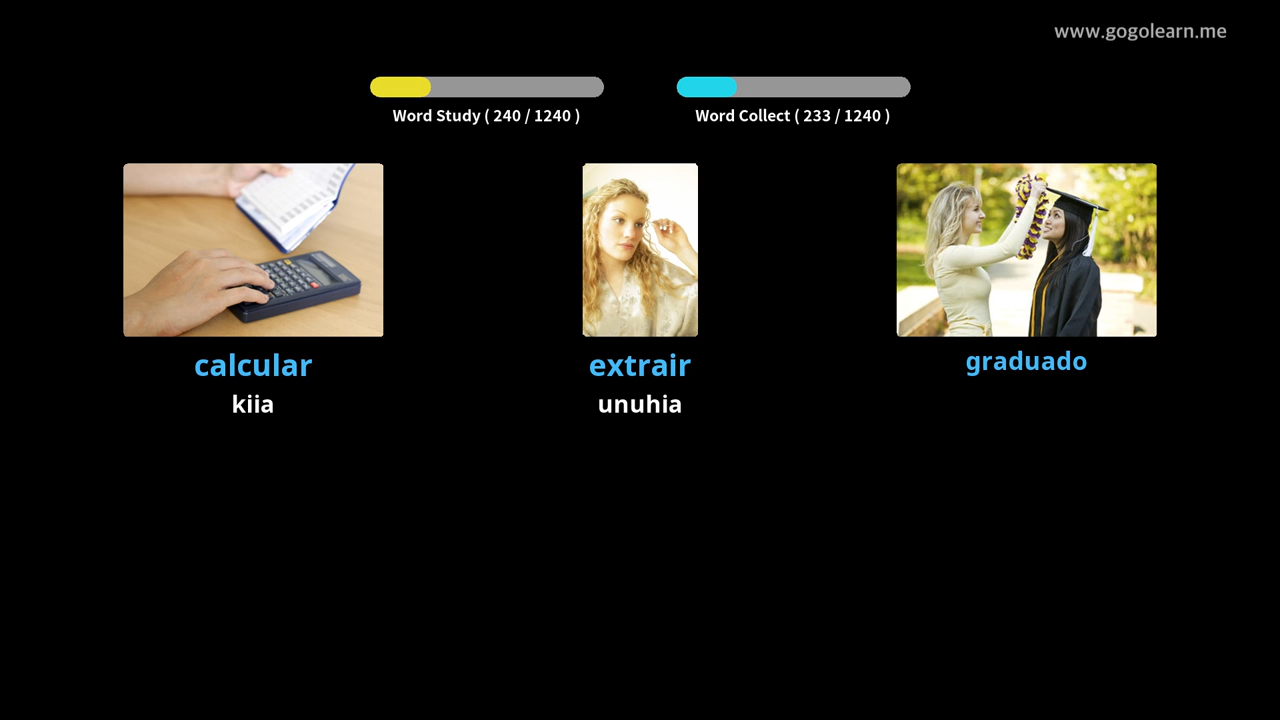 www.gogolearn.me
Word Study ( 240 / 1240 )
Word Collect ( 233 / 1240 )
calcular
kiia
extrair
unuhia
graduado